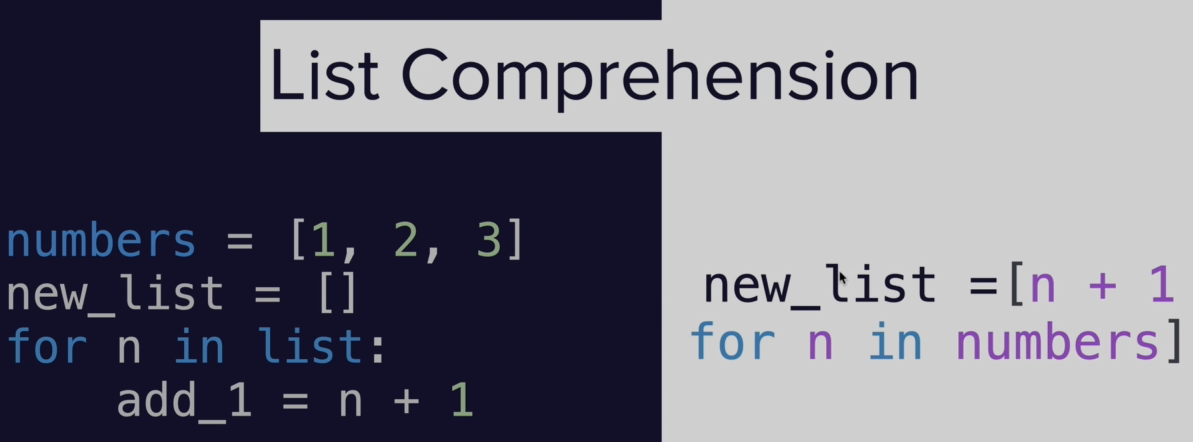 List Comprehension
numbers = [1, 2, 3]
new_list = []
for n in list:
    add_1 = n + 1
new_list =[n + 1
for n in numbers]